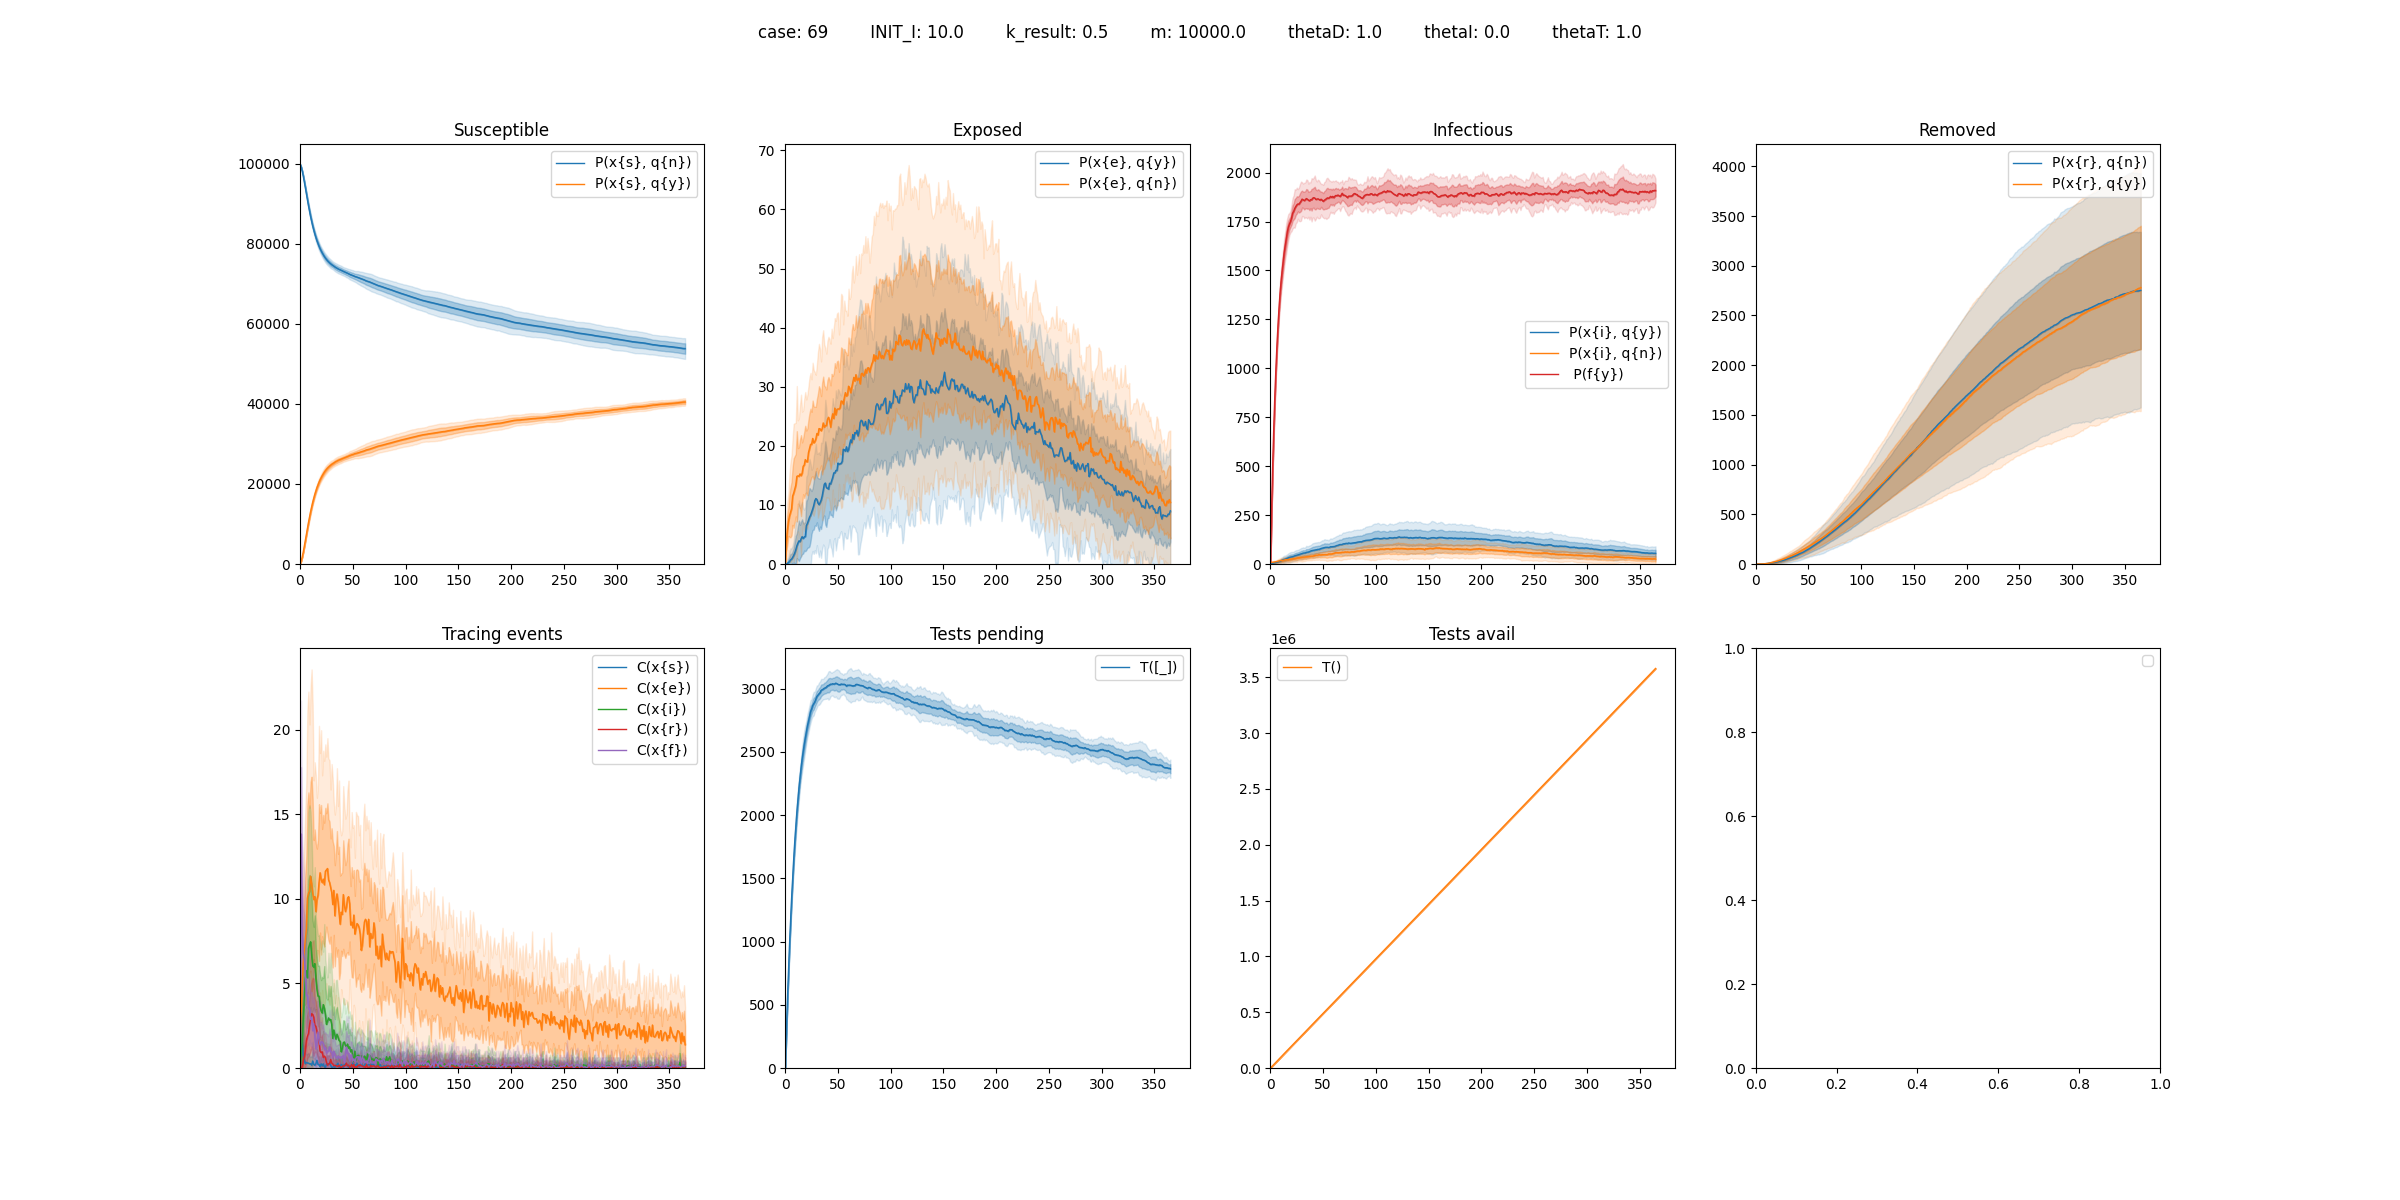 case: 69 INIT_I: 10.0 k_result: 0.5 m: 10000.0 thetaD: 1.0 thetaI: 0.0 thetaT: 1.0
Susceptible
P(x{s}, q{n})
P(x{s}, q{y})
100000
80000
60000
40000
20000
0
0 50 100 150 200 250 300 350
Exposed
P(x{e}, q{y})
P(x{e}, q{n})
70
60
50
40
30
20
10
0
0 50 100 150 200 250 300 350
Infectious
P(x{i}, q{y})
P(x{i}, q{n})
P(f{y})
2000
1750
1500
1250
1000
750
500
250
0
0 50 100 150 200 250 300 350
Removed
P(x{r}, q{n})
P(x{r}, q{y})
4000
3500
3000
2500
2000
1500
1000
500
0
0 50 100 150 200 250 300 350
Tracing events
C(x{s})
C(x{e})
C(x{i})
C(x{r})
C(x{f})
20
15
10
5
0
0 50 100 150 200 250 300 350
Tests pending
T([_])
3000
2500
2000
1500
1000
500
0
0 50 100 150 200 250 300 350
Tests avail
1e6
T()
3.5
3.0
2.5
2.0
1.5
1.0
0.5
0.0
0 50 100 150 200 250 300 350
1.0
0.8
0.6
0.4
0.2
0.0
0.0 0.2 0.4 0.6 0.8 1.0